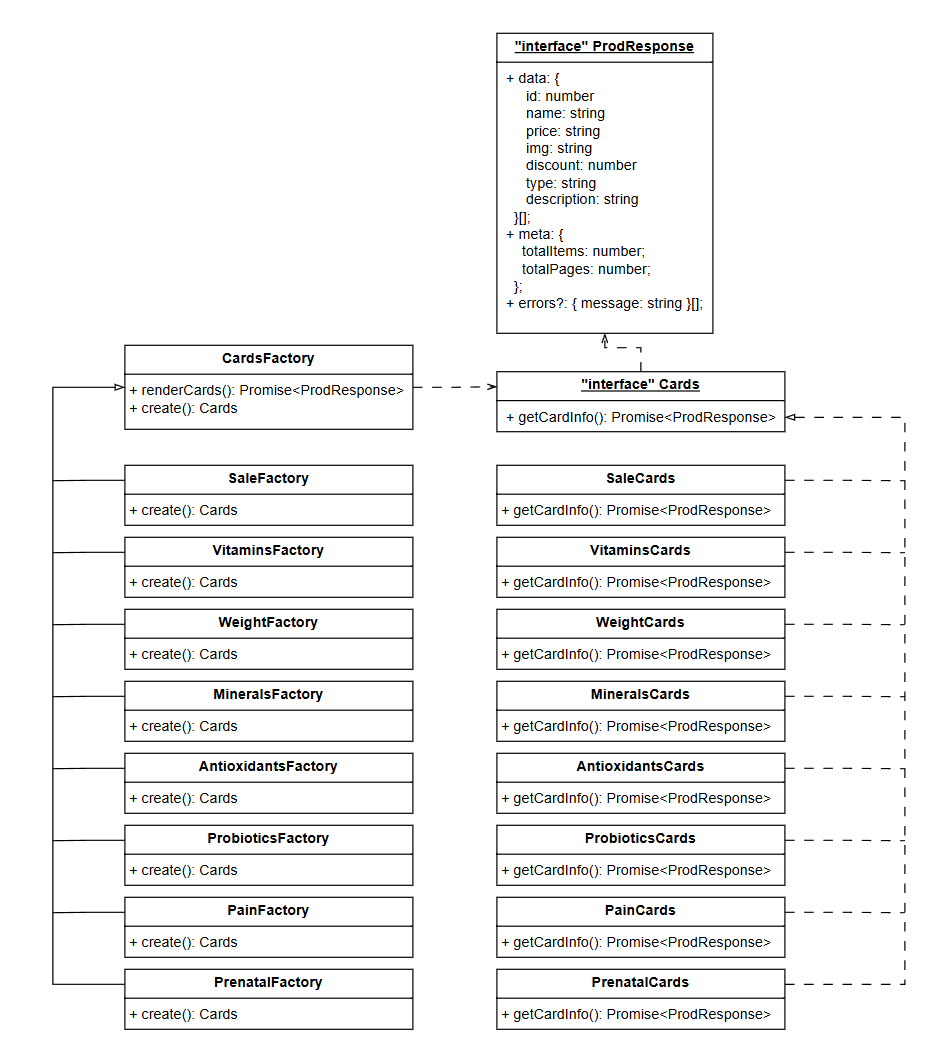 "interface" ProdResponse
+ data: {
id: number
name: string
price: string
img: string
discount: number
type: string
description: string
}[];
+ meta: {
totalItems: number;
totalPages: number;
};
+ errors?: { message: string }[];
CardsFactory
+ renderCards(): Promise<ProdResponse>
+ create(): Cards
"interface" Cards
+ getCardInfo(): Promise<ProdResponse>
SaleFactory
+ create(): Cards
SaleCards
+ getCardInfo(): Promise<ProdResponse>
VitaminsFactory
+ create(): Cards
VitaminsCards
+ getCardInfo(): Promise<ProdResponse>
WeightFactory
+ create(): Cards
WeightCards
+ getCardInfo(): Promise<ProdResponse>
MineralsFactory
+ create(): Cards
MineralsCards
+ getCardInfo(): Promise<ProdResponse>
AntioxidantsFactory
+ create(): Cards
AntioxidantsCards
+ getCardInfo(): Promise<ProdResponse>
ProbioticsFactory
+ create(): Cards
ProbioticsCards
+ getCardInfo(): Promise<ProdResponse>
PainFactory
+ create(): Cards
PainCards
+ getCardInfo(): Promise<ProdResponse>
PrenatalFactory
+ create(): Cards
PrenatalCards
+ getCardInfo(): Promise<ProdResponse>